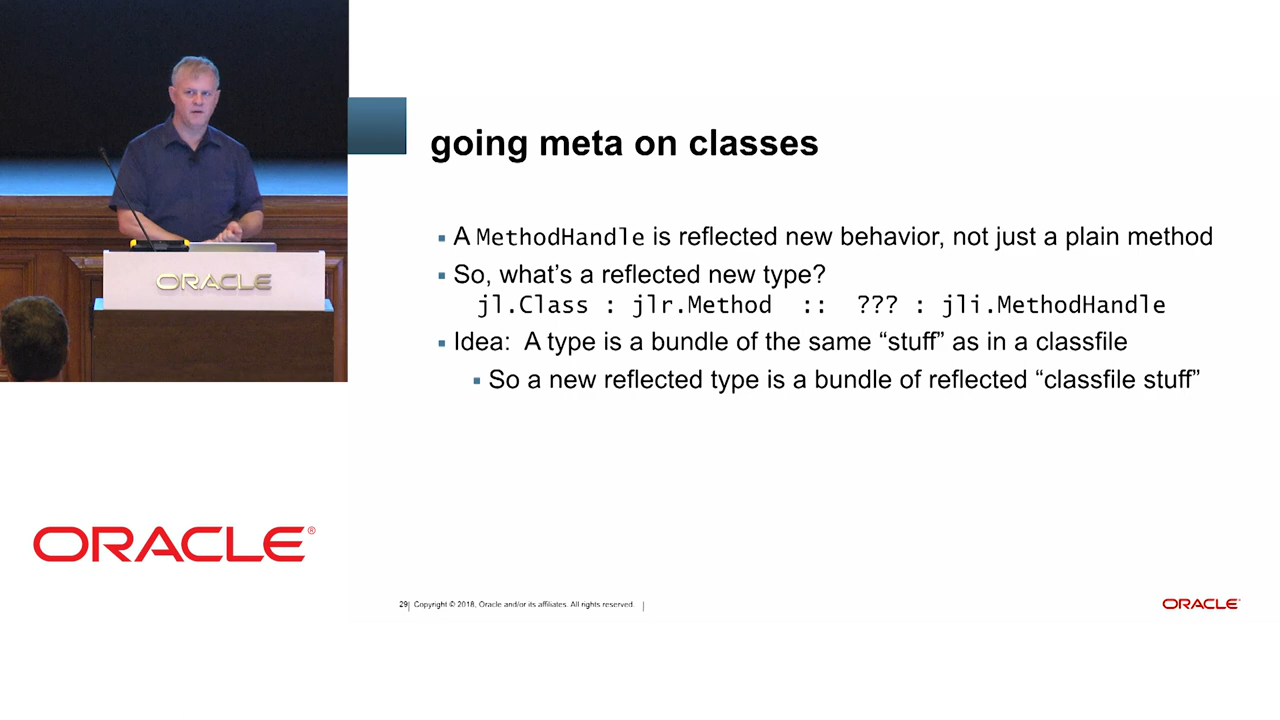 ORACLE
going meta on classes
▪ A MethodHandle is reflected new behavior, not just a plain method
▪ So, what’s a reflected new type?
jl.Class : jlr.Method :: ??? : jli.MethodHandle
▪ Idea: A type is a bundle of the same “stuff” as in a classfile
▪ So a new reflected type is a bundle of reflected “classfile stuff”
ORACLE®
29| Copyright © 2018, Oracle and/or its affiliates. All rights reserved. |
ORACLE®